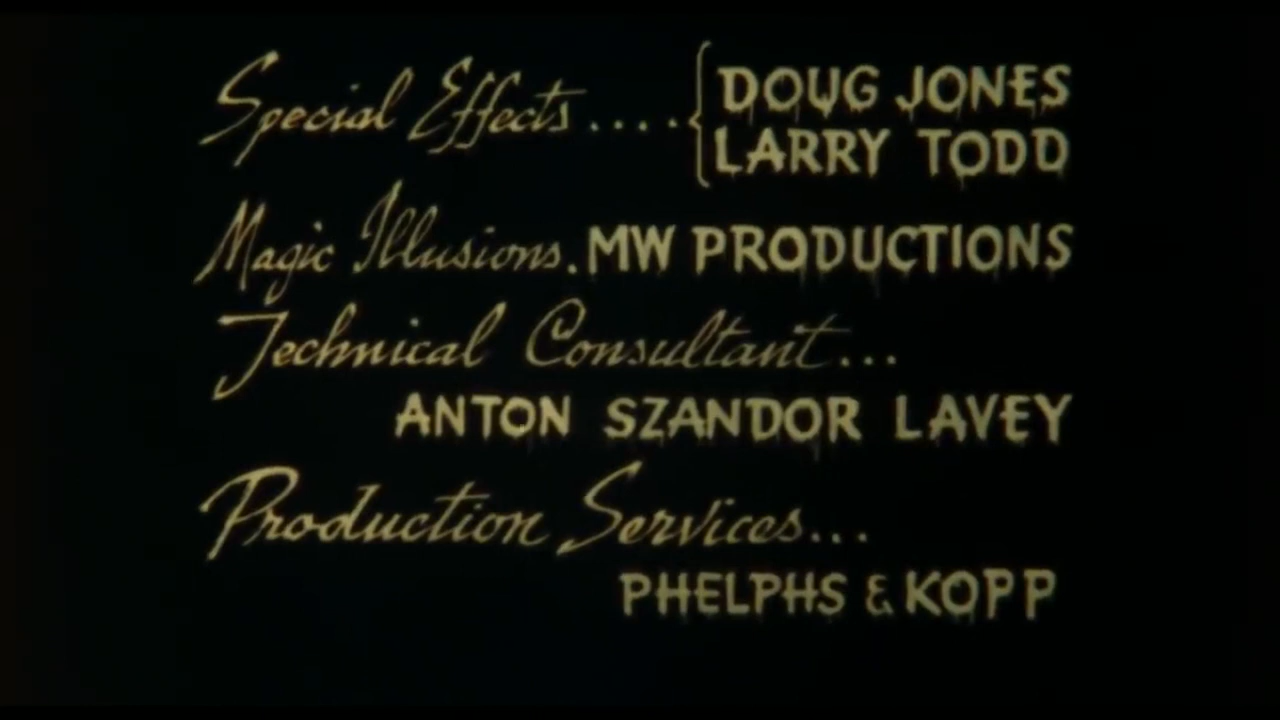 Special Effects .... { DOUG JONES
LARRY TODD
Magic Illusions. MW PRODUCTIONS
Technical Consultant...
ANTON SZANDOR LAVEY
Production Services...
PHELPHS & KOPP